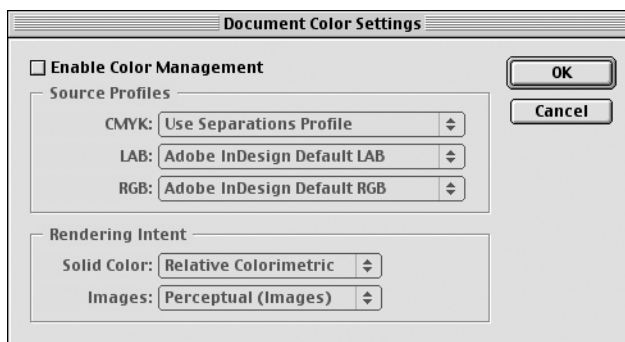 Document Color Settings
Enable Color Management
OK
Source Profiles
Cancel
CMYK: Use Separations Profile
LAB: Adobe InDesign Default LAB
RGB: Adobe InDesign Default RGB
Rendering Intent
Solid Color: Relative Colorimetric
Images: Perceptual (Images)